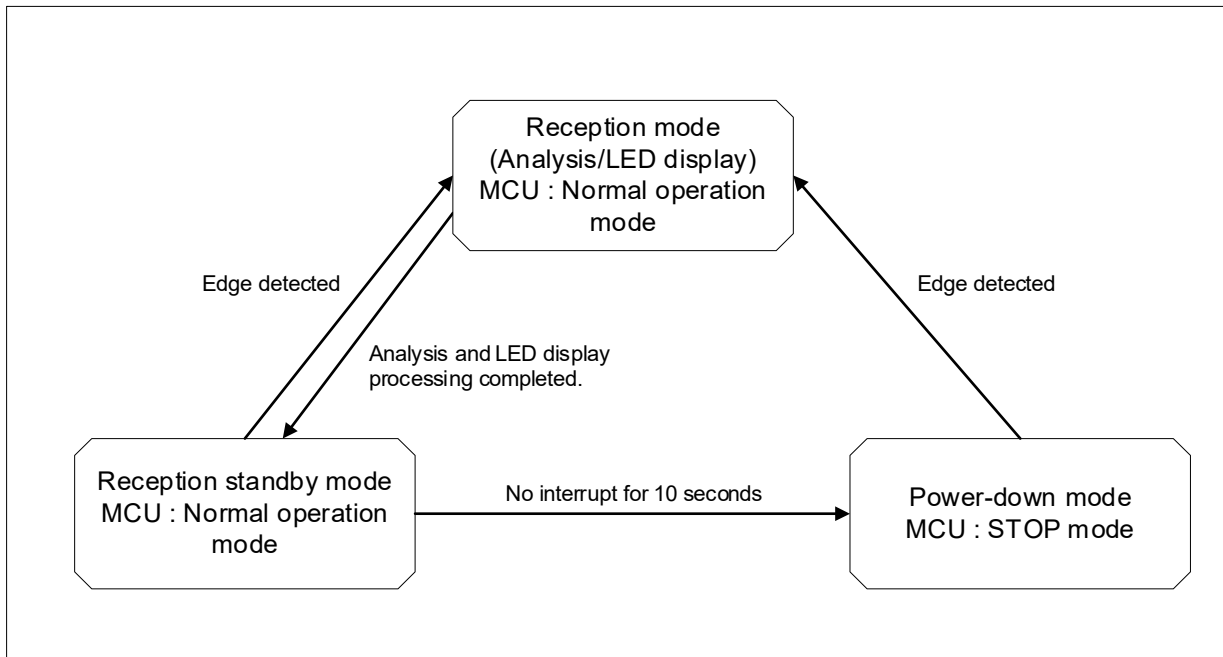 Reception mode
(Analysis/LED display)
MCU : Normal operation
mode
Edge detected
Edge detected
Analysis and LED display
processing completed.
Reception standby mode
MCU : Normal operation
mode
No interrupt for 10 seconds
Power-down mode
MCU : STOP mode